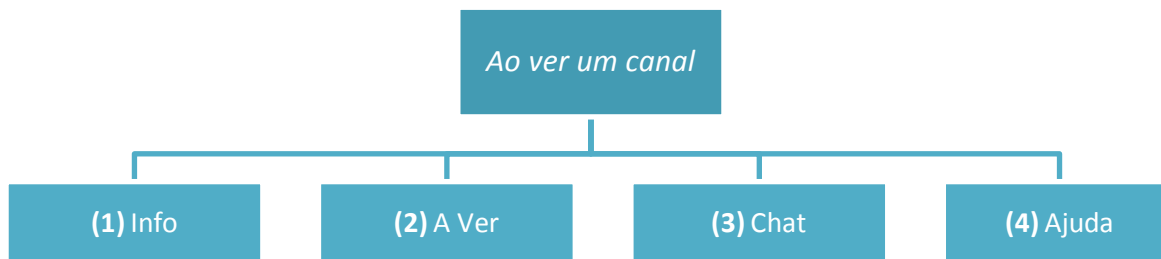 Ao ver um canal
(1) Info
(2) A Ver
(3) Chat
(4) Ajuda